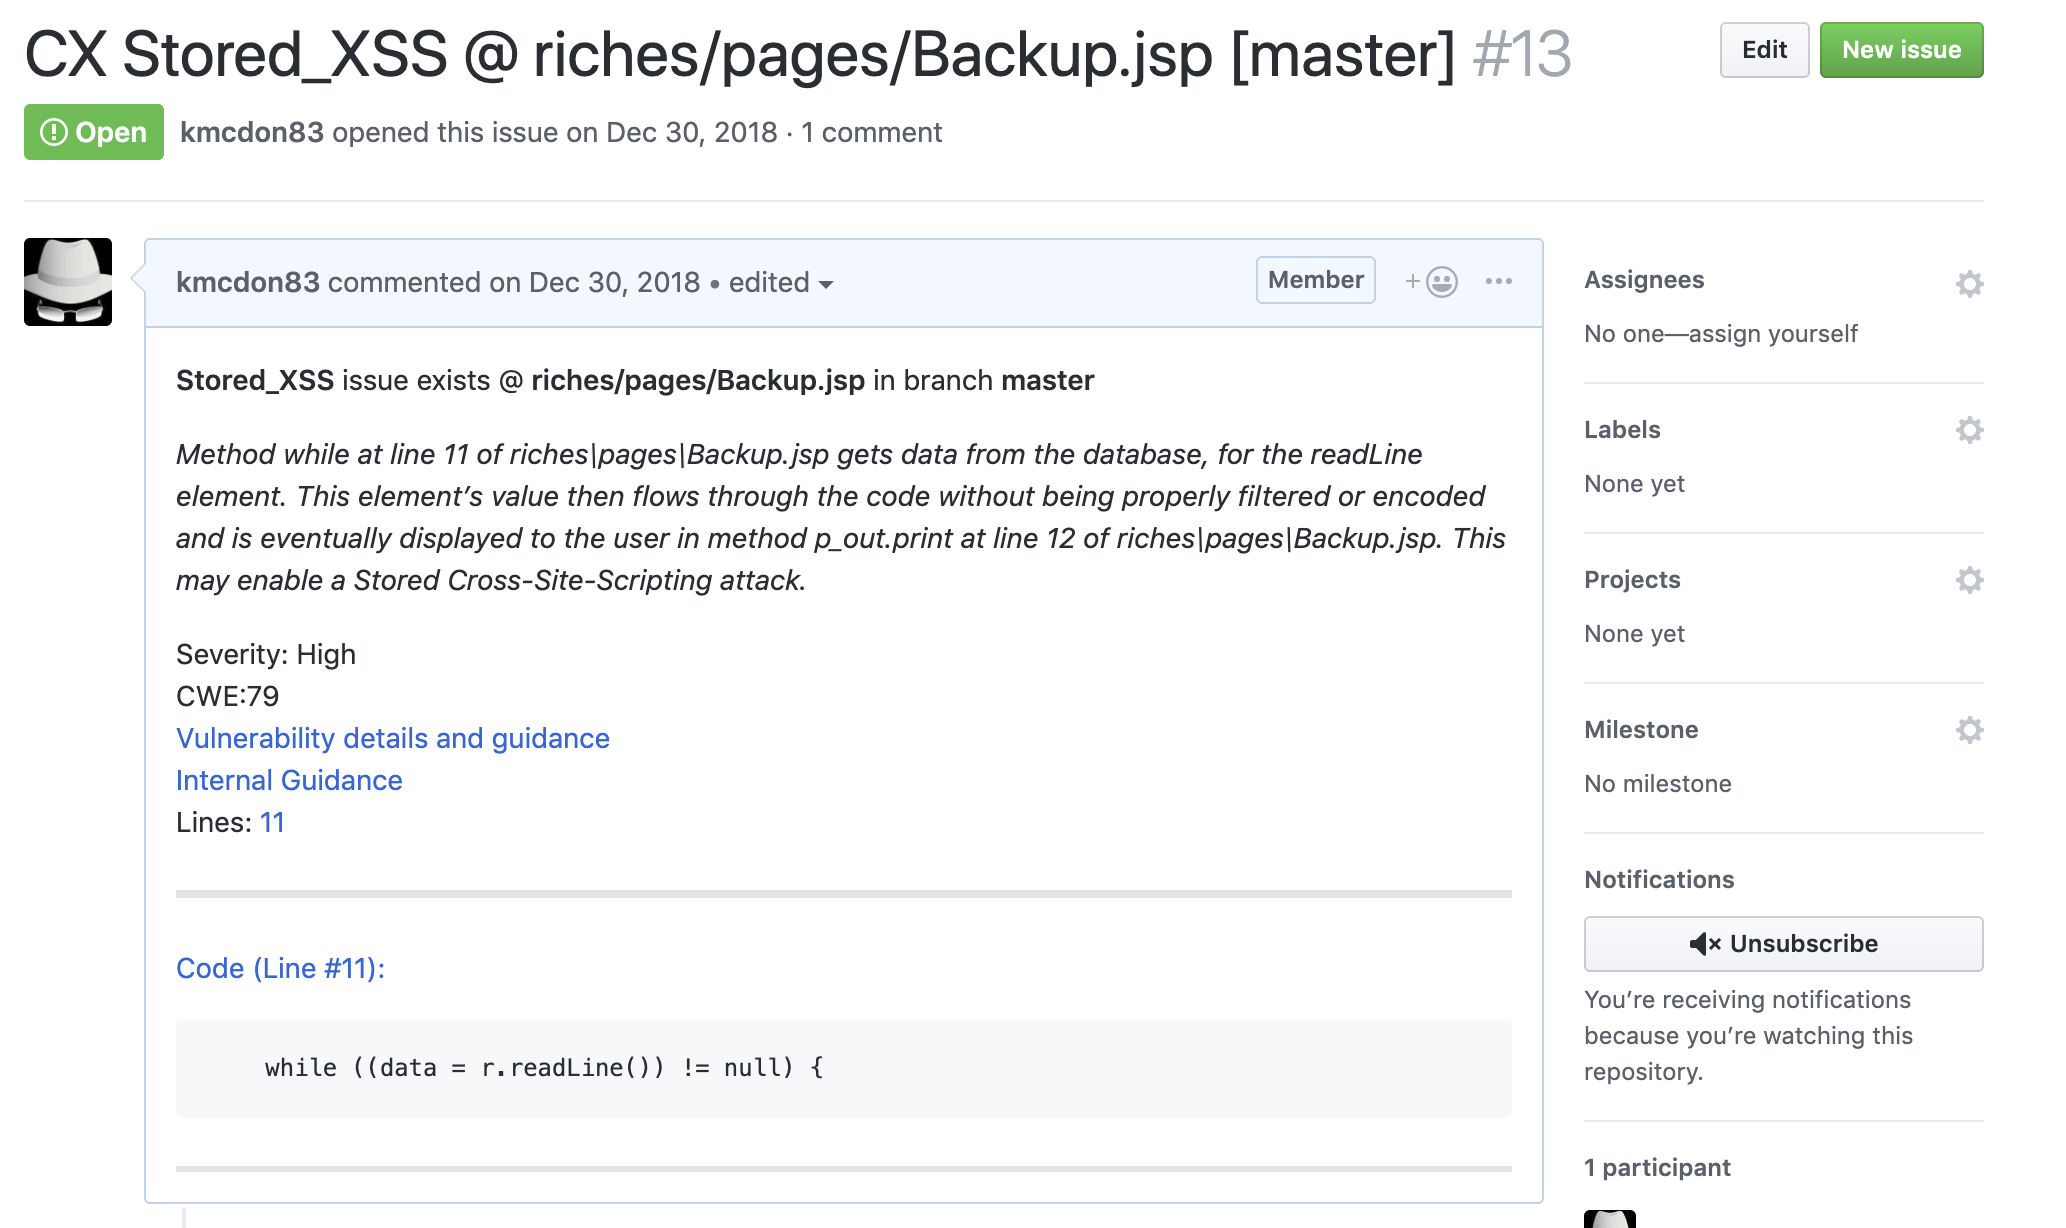 CX Stored_XSS @ riches/pages/Backup.jsp [master] #13
Edit
New issue
Open
kmcdon83 opened this issue on Dec 30, 2018 · 1 comment
kmcdon83 commented on Dec 30, 2018 • edited
Member
Stored_XSS issue exists @ riches/pages/Backup.jsp in branch master
Method while at line 11 of riches\pages\Backup.jsp gets data from the database, for the readLine
element. This element’s value then flows through the code without being properly filtered or encoded
and is eventually displayed to the user in method p_out.print at line 12 of riches\pages\Backup.jsp. This
may enable a Stored Cross-Site-Scripting attack.
Severity: High
CWE:79
Vulnerability details and guidance
Internal Guidance
Lines: 11
Code (Line #11):
while ((data = r.readLine()) != null) {
Assignees
No one—assign yourself
Labels
None yet
Projects
None yet
Milestone
No milestone
Notifications
Unsubscribe
You’re receiving notifications
because you’re watching this
repository.
1 participant